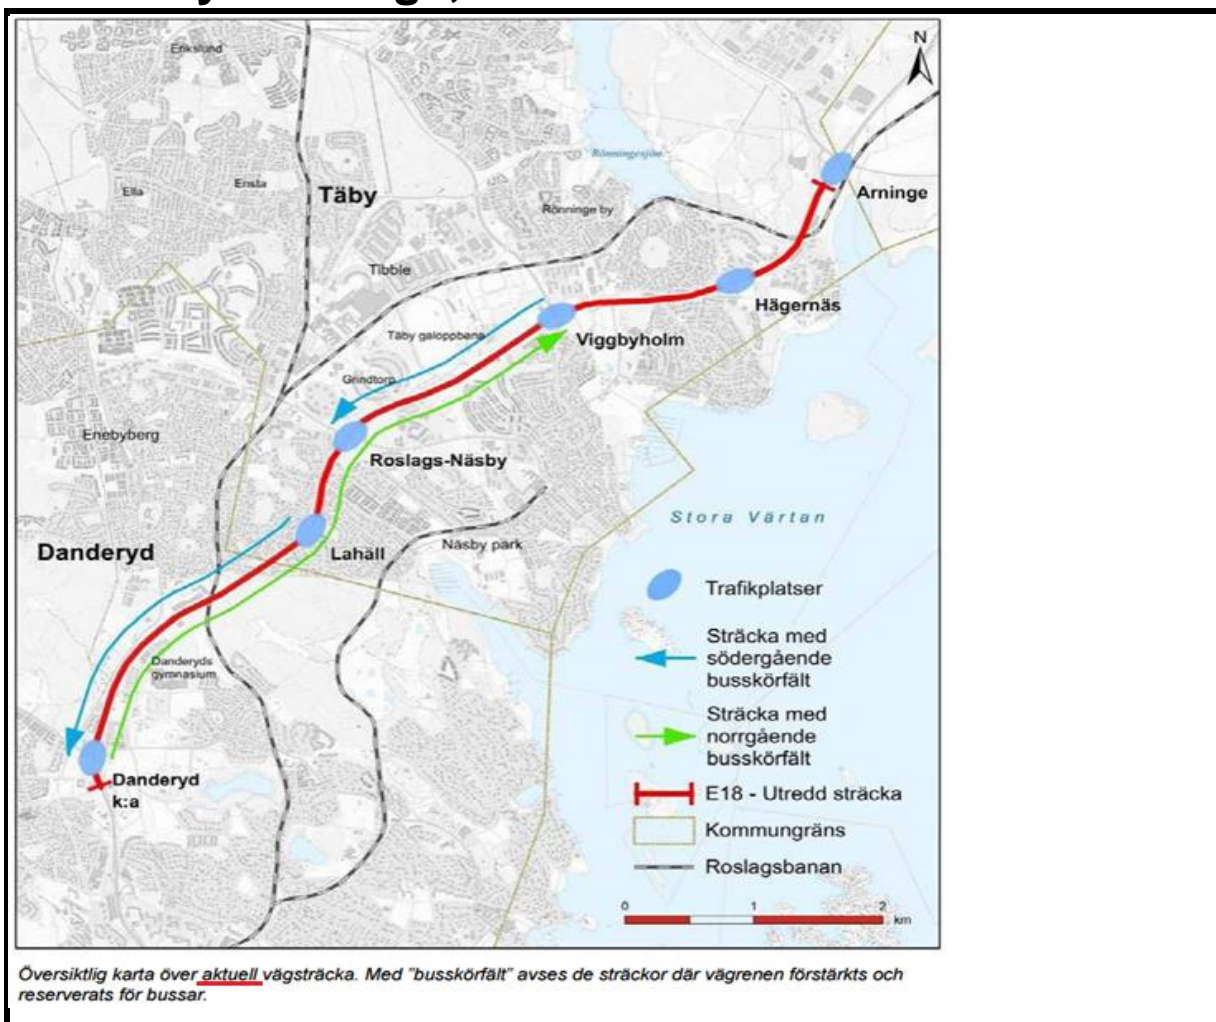 N
Erikslund
Rönningesjön
Ella
Ensta
Täby
Arninge
Rönninge by
Tibble
Hägernäs
Täby galoppbana
Viggbyholm
Grindtorp
Enebyberg
Roslags-Näsby
Stora Värtan
Danderyd
Lahäll
Näsby park
Trafikplatser
Sträcka med
södergående
busskörfält
Danderyds
gymnasium
Sträcka med
norrgående
busskörfält
Danderyd
k:a
E18 - Utredd sträcka
Kommungräns
Roslagsbanan
0 1 2
km
Översiktlig karta över aktuell vägsträcka. Med "busskörfält" avses de sträckor där vägrenen förstärkts och
reserverats för bussar.